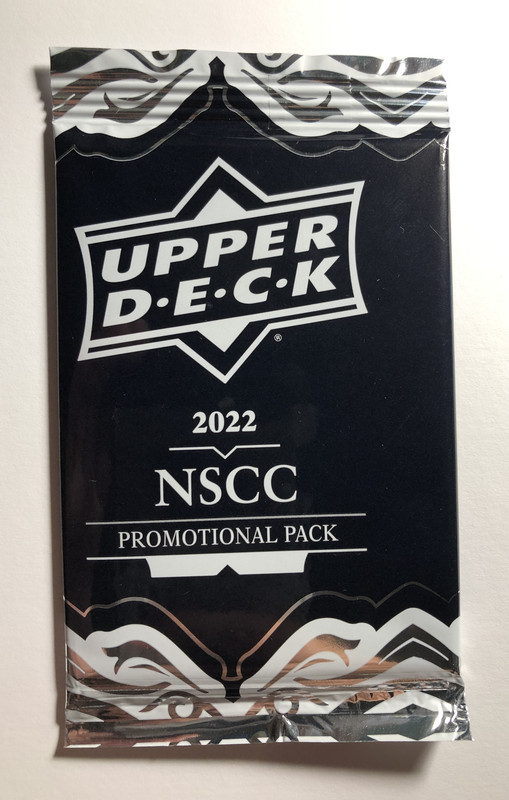 UPPER
D·E·C·K
®
2022
NSCC
PROMOTIONAL PACK